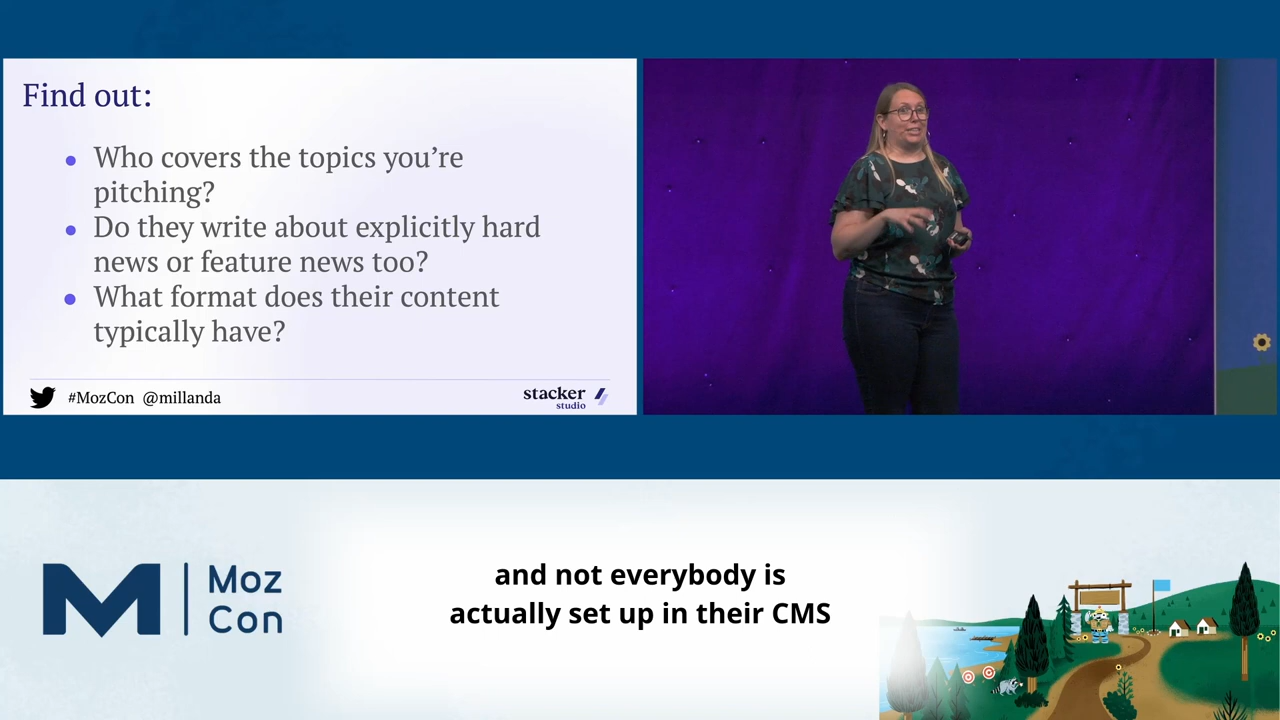 Find out:
• Who covers the topics you’re
pitching?
• Do they write about explicitly hard
news or feature news too?
• What format does their content
typically have?
#MozCon @millanda
stacker
studio
M | Moz
Con
and not everybody is
actually set up in their CMS